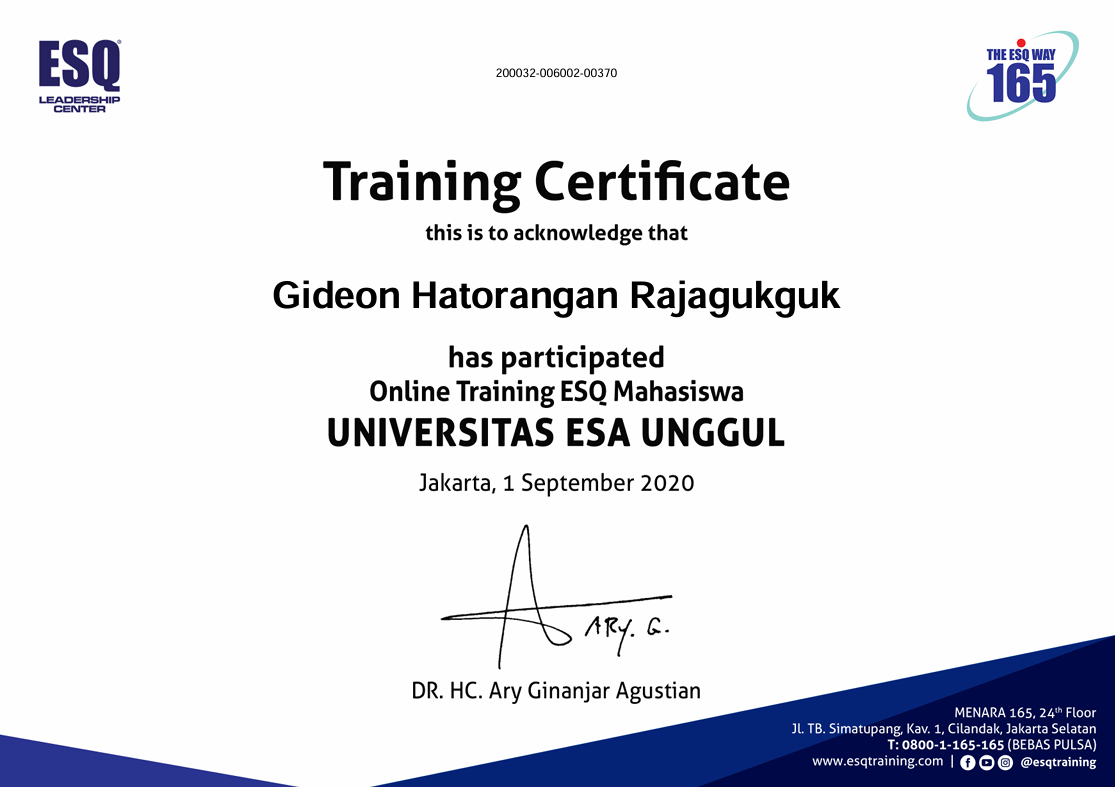 ESQ®
LEADERSHIP
CENTER
200032-006002-00370
THE ESQ WAY
165
Training Certificate
this is to acknowledge that
Gideon Hatorangan Rajagukguk
has participated
Online Training ESQ Mahasiswa
UNIVERSITAS ESA UNGGUL
Jakarta, 1 September 2020
ARY. G.
DR. HC. Ary Ginanjar Agustian
MENARA 165, 24th Floor
Jl. TB. Simatupang, Kav. 1, Cilandak, Jakarta Selatan
T: 0800-1-165-165 (BEBAS PULSA)
www.esqtraining.com | @esqtraining